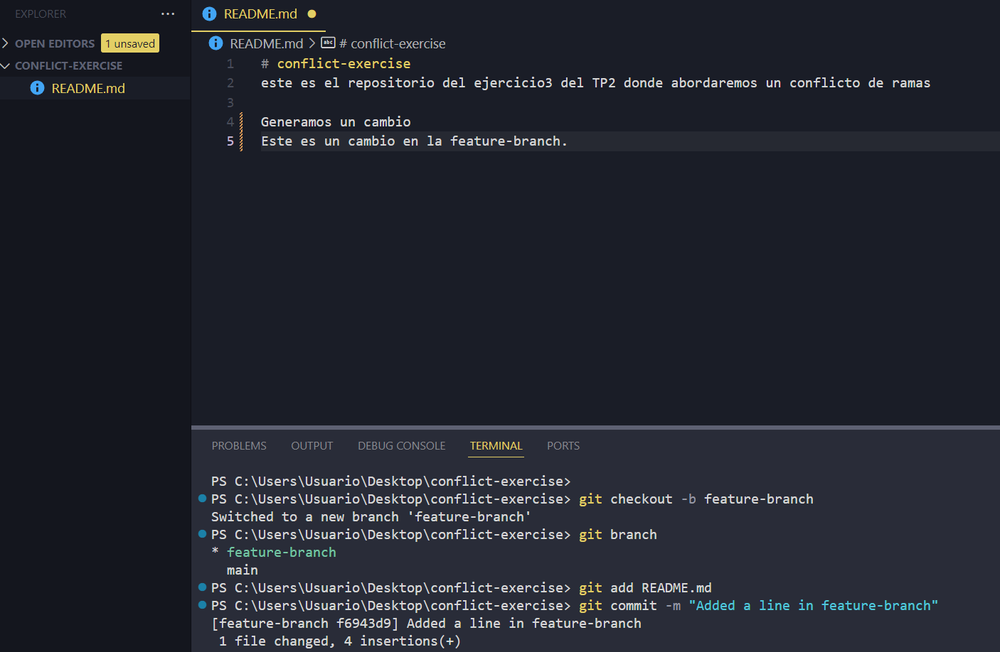 EXPLORER ...
OPEN EDITORS 1 unsaved
CONFLICT-EXERCISE
README.md
README.md
README.md > abc # conflict-exercise
1 # conflict-exercise
2 este es el repositorio del ejercicio3 del TP2 donde abordaremos un conflicto de ramas
3
4 Generamos un cambio
5 Este es un cambio en la feature-branch.
PROBLEMS OUTPUT DEBUG CONSOLE TERMINAL PORTS
PS C:\Users\Usuario\Desktop\conflict-exercise>
PS C:\Users\Usuario\Desktop\conflict-exercise> git checkout -b feature-branch
Switched to a new branch 'feature-branch'
PS C:\Users\Usuario\Desktop\conflict-exercise> git branch
* feature-branch
  main
PS C:\Users\Usuario\Desktop\conflict-exercise> git add README.md
PS C:\Users\Usuario\Desktop\conflict-exercise> git commit -m "Added a line in feature-branch"
[feature-branch f6943d9] Added a line in feature-branch
 1 file changed, 4 insertions(+)